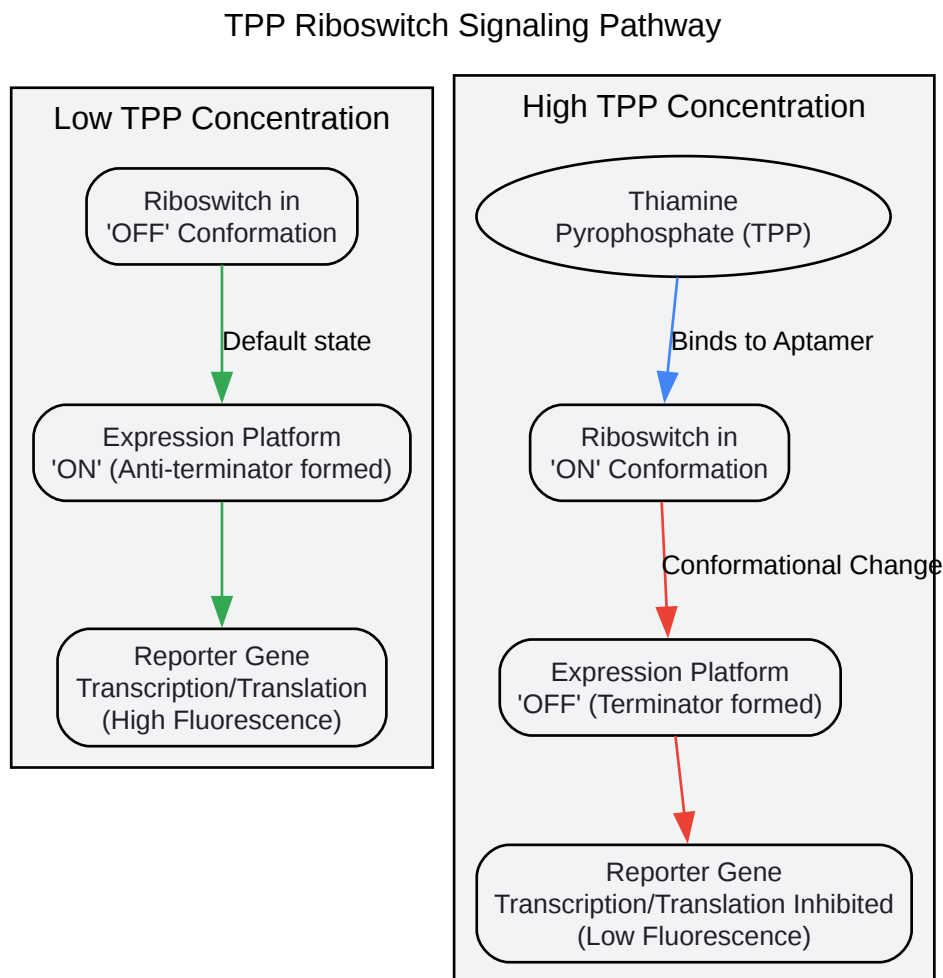 TPP Riboswitch Signaling Pathway
Low TPP Concentration
Riboswitch in
'OFF' Conformation
Default state
Expression Platform
'ON' (Anti-terminator formed)
Reporter Gene
Transcription/Translation
(High Fluorescence)
High TPP Concentration
Thiamine
Pyrophosphate (TPP)
Binds to Aptamer
Riboswitch in
'ON' Conformation
Conformational Change
Expression Platform
'OFF' (Terminator formed)
Reporter Gene
Transcription/Translation Inhibited
(Low Fluorescence)